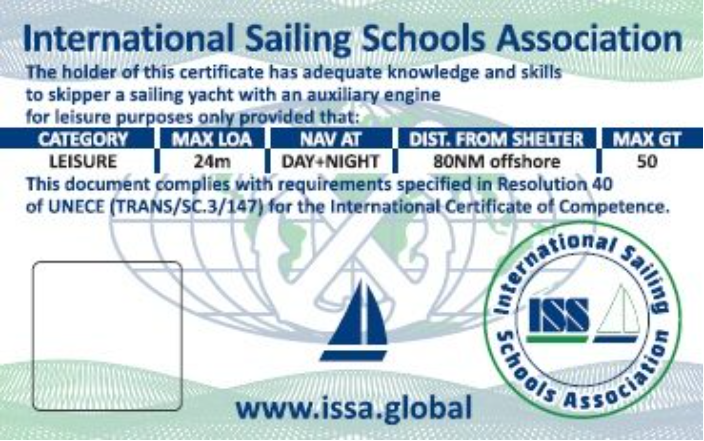 International Sailing Schools Association
The holder of this certificate has adequate knowledge and skills
to skipper a sailing yacht with an auxiliary engine
for leisure purposes only provided that:
CATEGORY MAX LOA NAV AT DIST. FROM SHELTER MAX GT
LEISURE 24m DAY+NIGHT 80NM offshore 50
This document complies with requirements specified in Resolution 40
of UNECE (TRANS/SC.3/147) for the International Certificate of Competence.
International Sailing
ISS
Schools Association
www.issa.global